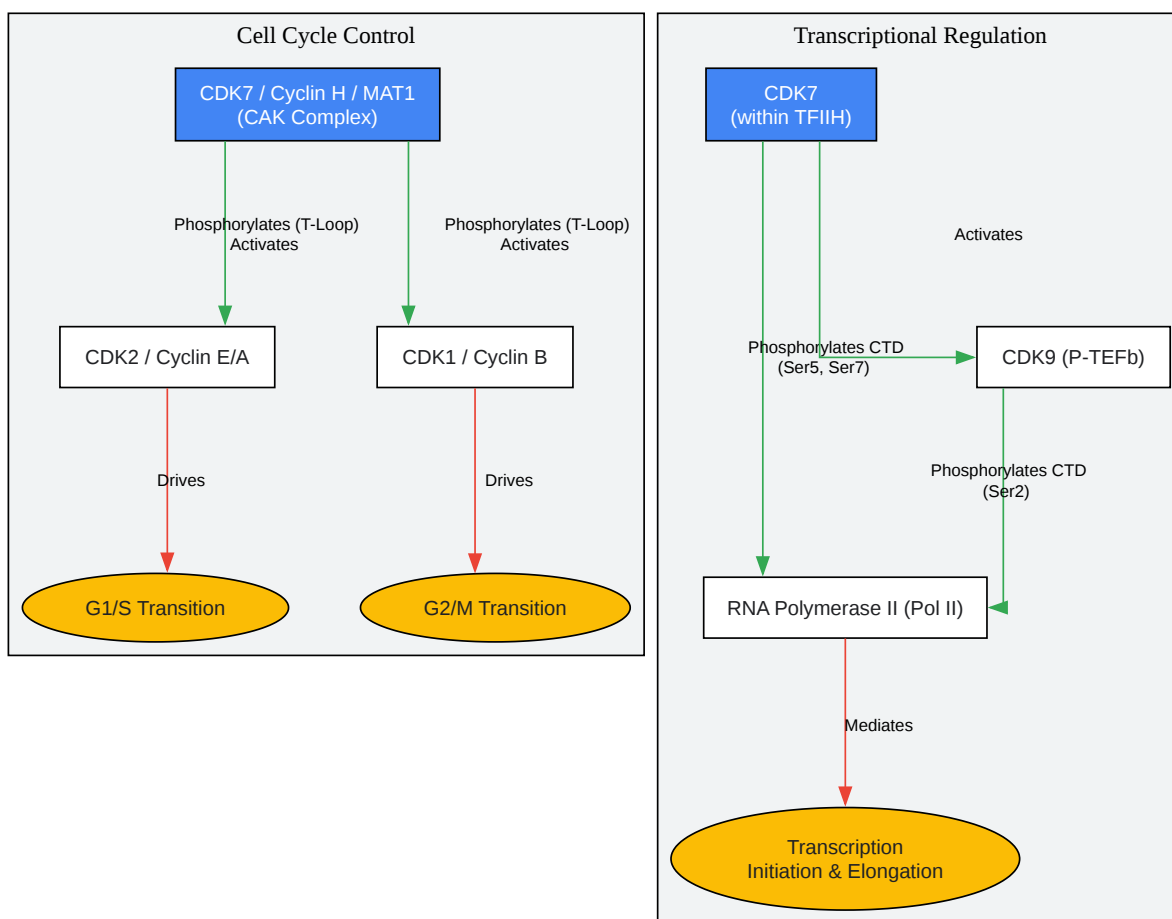 Cell Cycle Control
CDK7 / Cyclin H / MAT1
(CAK Complex)
Phosphorylates (T-Loop)
Activates
Phosphorylates (T-Loop)
Activates
CDK2 / Cyclin E/A
CDK1 / Cyclin B
Drives
Drives
G1/S Transition
G2/M Transition
Transcriptional Regulation
CDK7
(within TFIIH)
Activates
Phosphorylates CTD
(Ser5, Ser7)
CDK9 (P-TEFb)
Phosphorylates CTD
(Ser2)
RNA Polymerase II (Pol II)
Mediates
Transcription
Initiation & Elongation